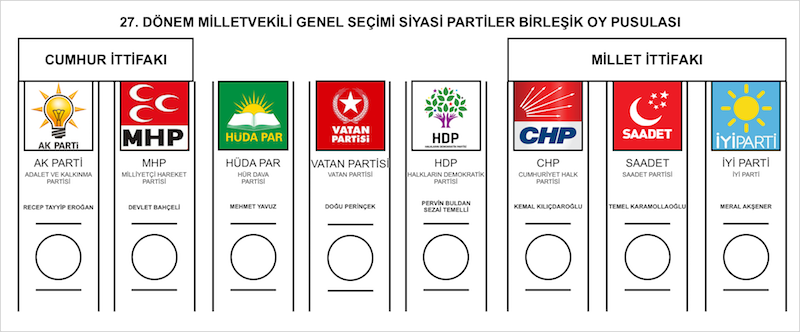 27. DÖNEM MİLLETVEKİLİ GENEL SEÇİMİ SİYASİ PARTİLER BİRLEŞİK OY PUSULASI
CUMHUR İTTİFAKI
MİLLET İTTİFAKI
AK PARTİ
MHP
HÜDA PAR
VATAN
PARTİSİ
HDP
HALKLARIN DEMOKRATİK PARTİSİ
CHP
SAADET
İYİ PARTİ
AK PARTİ
ADALET VE KALKINMA
PARTİSİ
RECEP TAYYİP EROĞAN
MHP
MİLLİYETÇİ HAREKET
PARTİSİ
DEVLET BAHÇELİ
HÜDA PAR
HÜR DAVA
PARTİSİ
MEHMET YAVUZ
VATAN PARTİSİ
VATAN PARTİSİ
DOĞU PERİNÇEK
HDP
HALKLARIN DEMOKRATİK
PARTİSİ
PERVİN BULDAN
SEZAİ TEMELLİ
CHP
CUMHURİYET HALK
PARTİSİ
KEMAL KILIÇDAROĞLU
SAADET
SAADET PARTİSİ
TEMEL KARAMOLLAOĞLU
İYİ PARTİ
İYİ PARTİ
MERAL AKŞENER